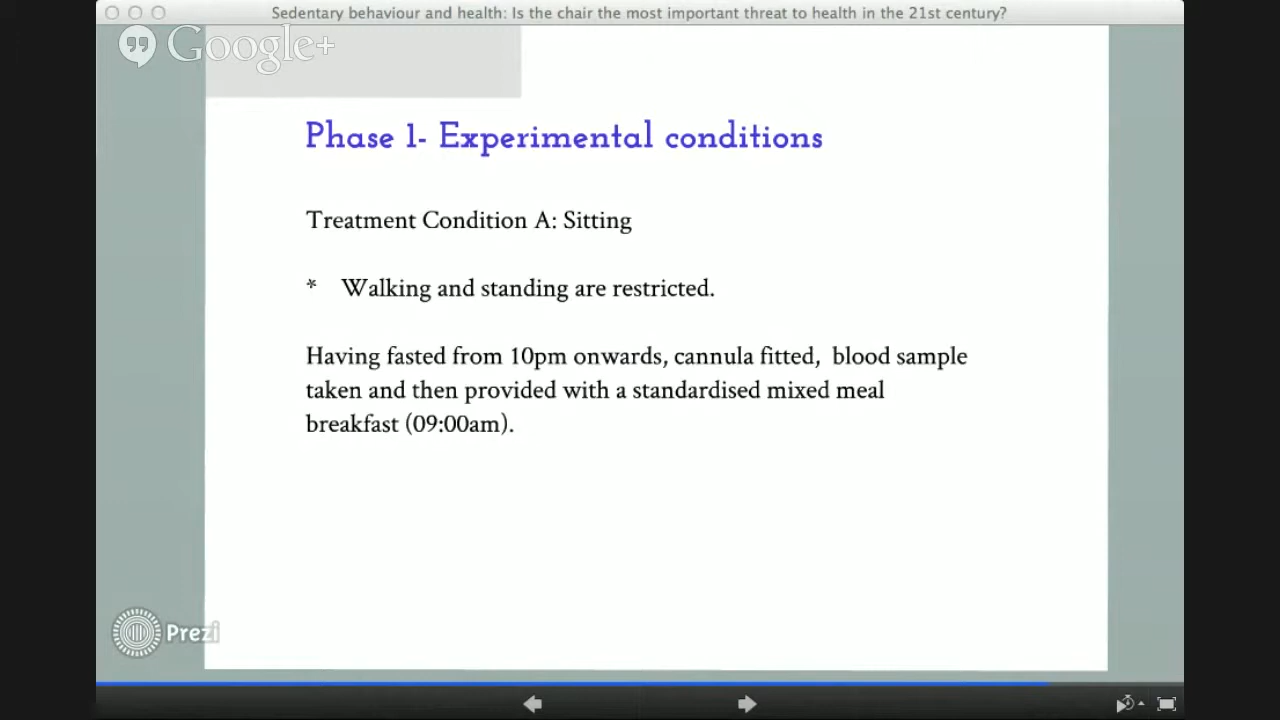 Sedentary behaviour and health: Is the chair the most important threat to health in the 21st century?
Google+
Phase 1- Experimental conditions
Treatment Condition A: Sitting
* Walking and standing are restricted.
Having fasted from 10pm onwards, cannula fitted, blood sample
taken and then provided with a standardised mixed meal
breakfast (09:00am).
Prezi